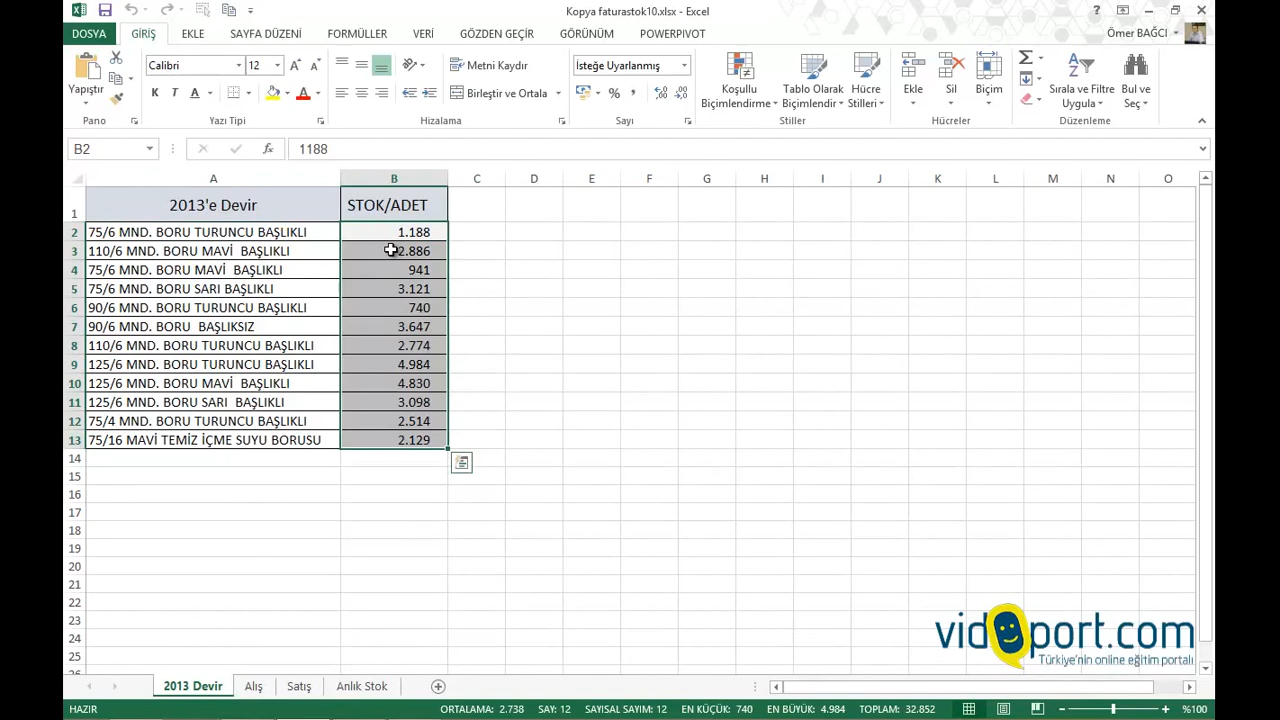 Kopya faturastok10.xlsx - Excel
DOSYA GİRİŞ EKLE SAYFA DÜZENİ FORMÜLLER VERİ GÖZDEN GEÇİR GÖRÜNÜM POWERPIVOT Ömer BAĞCI
Yapıştır
Calibri 12
K T A
Metni Kaydır
Birleştir ve Ortala
İsteğe Uyarlanmış
Koşullu Biçimlendirme
Tablo Olarak Biçimlendir
Hücre Stilleri
Ekle Sil Biçim
Sırala ve Filtre Uygula
Bul ve Seç
Pano Yazı Tipi Hizalama Sayı Stiller Hücreler Düzenleme
B2 fx 1188
A B C D E F G H I J K L M N O
1 2013'e Devir STOK/ADET
2 75/6 MND. BORU TURUNCU BAŞLIKLI 1.188
3 110/6 MND. BORU MAVİ  BAŞLIKLI 2.886
4 75/6 MND. BORU MAVİ  BAŞLIKLI 941
5 75/6 MND. BORU SARI BAŞLIKLI 3.121
6 90/6 MND. BORU TURUNCU BAŞLIKLI 740
7 90/6 MND. BORU  BAŞLIKSIZ 3.647
8 110/6 MND. BORU TURUNCU BAŞLIKLI 2.774
9 125/6 MND. BORU TURUNCU BAŞLIKLI 4.984
10 125/6 MND. BORU MAVİ  BAŞLIKLI 4.830
11 125/6 MND. BORU SARI  BAŞLIKLI 3.098
12 75/4 MND. BORU TURUNCU BAŞLIKLI 2.514
13 75/16 MAVİ TEMİZ İÇME SUYU BORUSU 2.129
14
15
16
17
18
19
20
21
22
23
24
25
26
vidoport.com
Türkiye'nin online eğitim portalı
2013 Devir Alış Satış Anlık Stok
HAZIR ORTALAMA: 2.738 SAY: 12 SAYISAL SAYIM: 12 EN KÜÇÜK: 740 EN BÜYÜK: 4.984 TOPLAM: 32.852 %100